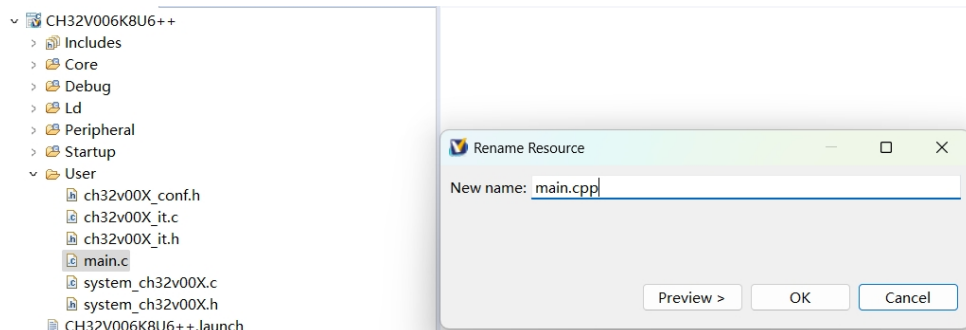 CH32V006K8U6++
Includes
Core
Debug
Ld
Peripheral
Startup
User
ch32v00X_conf.h
ch32v00X_it.c
ch32v00X_it.h
main.c
system_ch32v00X.c
system_ch32v00X.h
CH32V006K8U6++.launch
Rename Resource
New name: main.cpp
Preview > OK Cancel